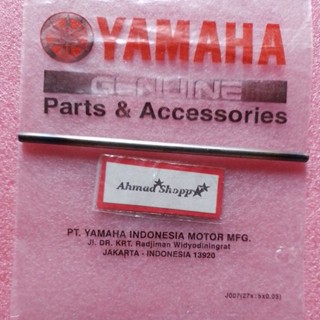 YAMAHA
GENUINE
Parts & Accessories
Ahmad Shopp
PT. YAMAHA INDONESIA MOTOR MFG.
Jl. DR. KRT. Radjiman Widyodiningrat
JAKARTA - INDONESIA 13920